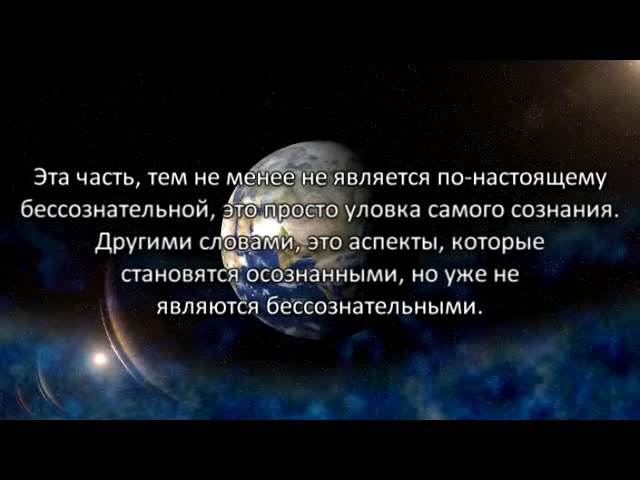 Эта часть, тем не менее не является по-настоящему
бессознательной, это просто уловка самого сознания.
Другими словами, это аспекты, которые
становятся осознанными, но уже не
являются бессознательными.